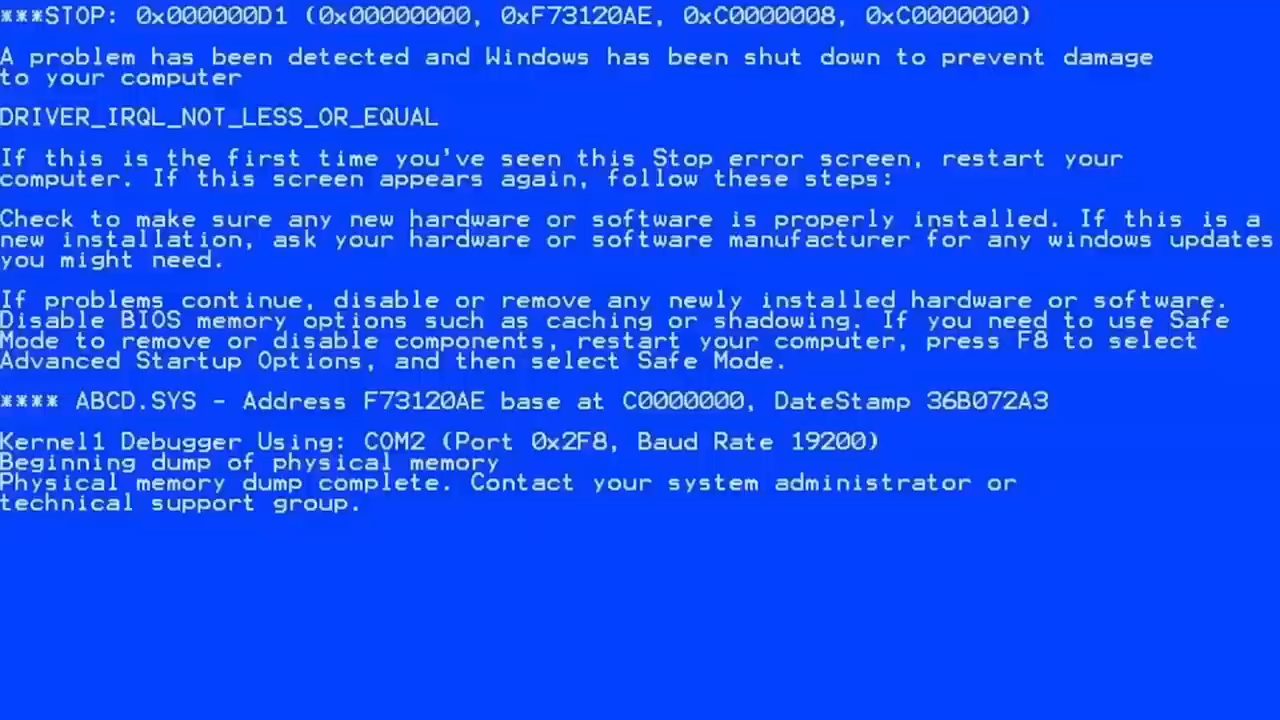 ***STOP: 0x000000D1 (0x00000000, 0xF73120AE, 0xC0000008, 0xC0000000)
A problem has been detected and Windows has been shut down to prevent damage
to your computer
DRIVER_IRQL_NOT_LESS_OR_EQUAL
If this is the first time you've seen this Stop error screen, restart your
computer. If this screen appears again, follow these steps:
Check to make sure any new hardware or software is properly installed. If this is a
new installation, ask your hardware or software manufacturer for any windows updates
you might need.
If problems continue, disable or remove any newly installed hardware or software.
Disable BIOS memory options such as caching or shadowing. If you need to use Safe
Mode to remove or disable components, restart your computer, press F8 to select
Advanced Startup Options, and then select Safe Mode.
**** ABCD.SYS - Address F73120AE base at C0000000, DateStamp 36B072A3
Kernel1 Debugger Using: COM2 (Port 0x2F8, Baud Rate 19200)
Beginning dump of physical memory
Physical memory dump complete. Contact your system administrator or
technical support group.